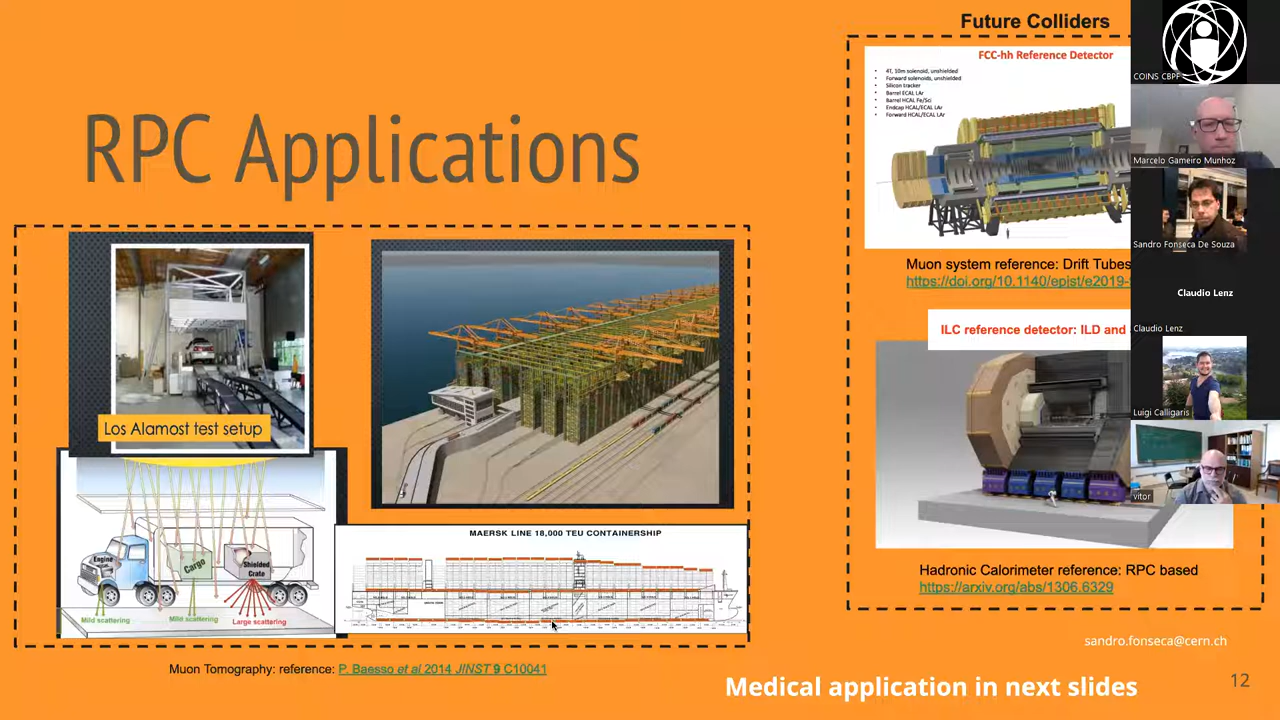 RPC Applications
Los Alamost test setup
Engine
Cargo
Shielded
Crate
Mild scattering
Mild scattering
Large scattering
MAERSK LINE 18,000 TEU CONTAINERSHIP
Muon Tomography: reference: P. Baesso et al 2014 JINST 9 C10041
Future Colliders
FCC-hh Reference Detector
• 4T, 10m solenoid, unshielded
• Forward solenoids, unshielded
• Silicon tracker
• Barrel ECAL LAr
• Barrel HCAL Fe/Sci
• Endcap HCAL/ECAL LAr
• Forward HCAL/ECAL LAr
Muon system reference: Drift Tubes
https://doi.org/10.1140/epist/e2019-
ILC reference detector: ILD and
Hadronic Calorimeter reference: RPC based
https://arxiv.org/abs/1306.6329
sandro.fonseca@cern.ch
Medical application in next slides
12
COINS CBPF
Marcelo Gameiro Munhoz
Sandro Fonseca De Souza
Claudio Lenz
Claudio Lenz
Luigi Calligaris
vitor